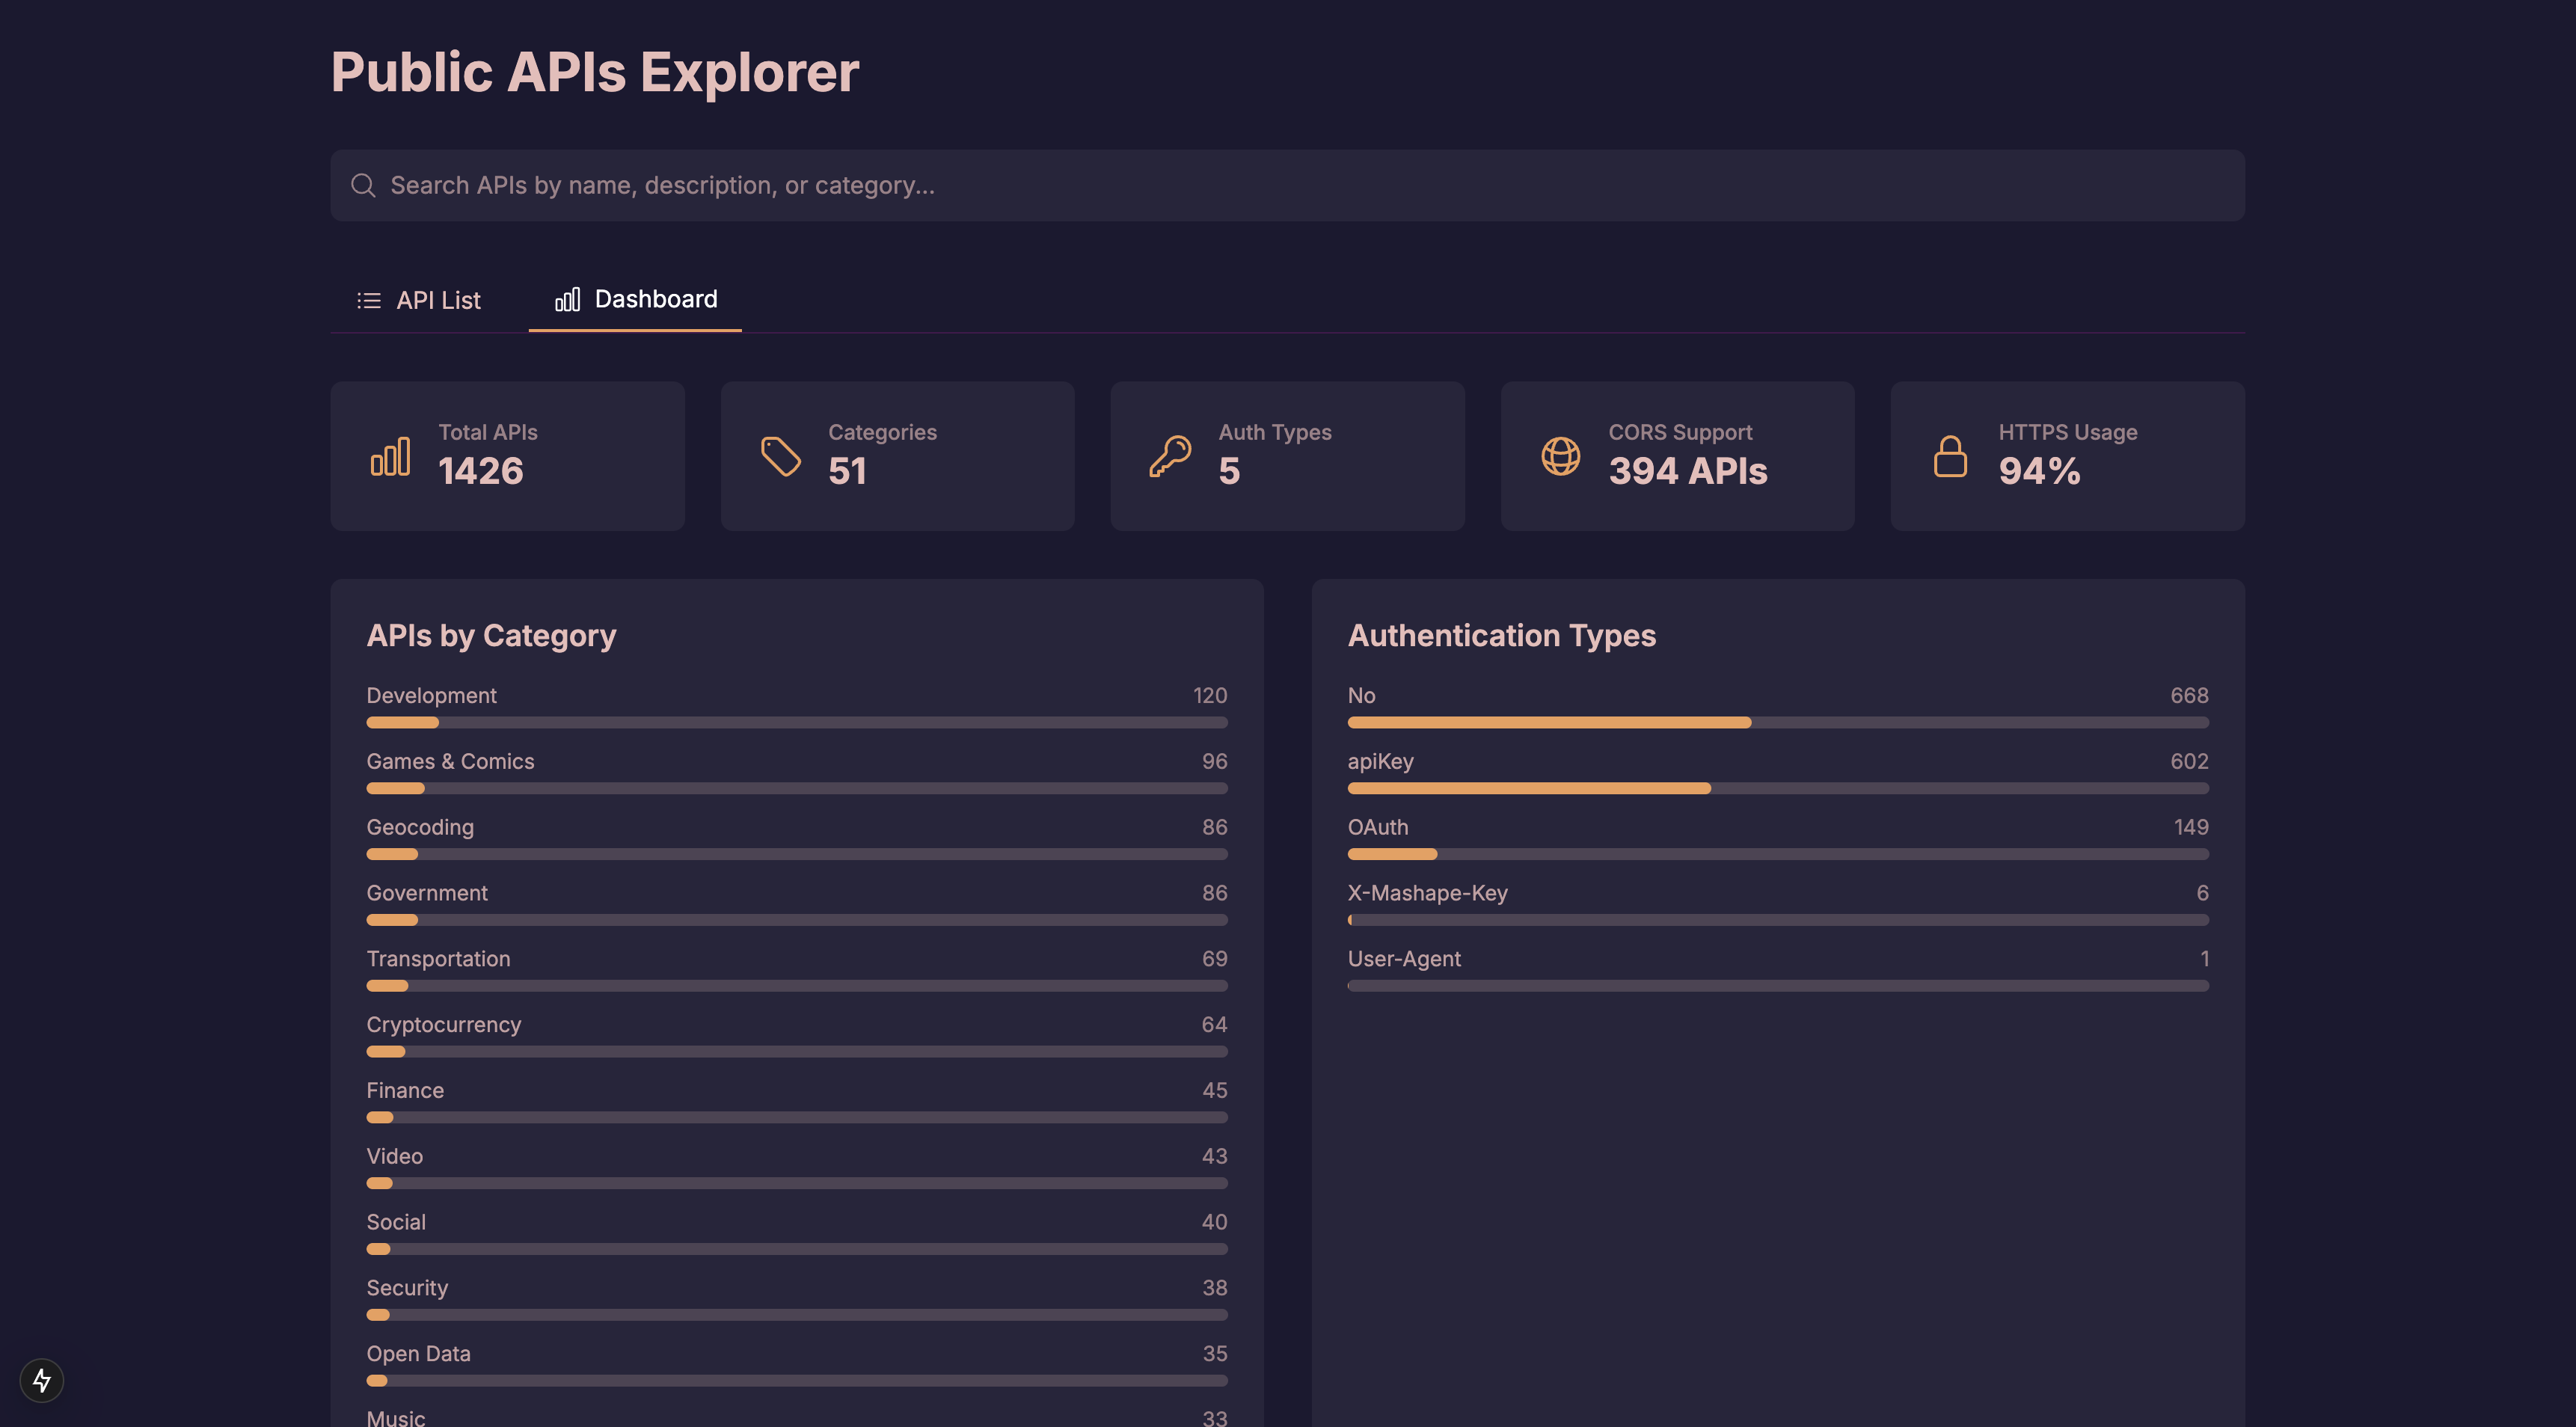 Public APIs Explorer
Search APIs by name, description, or category...
API List
Dashboard
Total APIs
1426
Categories
51
Auth Types
5
CORS Support
394 APIs
HTTPS Usage
94%
APIs by Category
Development 120
Games & Comics 96
Geocoding 86
Government 86
Transportation 69
Cryptocurrency 64
Finance 45
Video 43
Social 40
Security 38
Open Data 35
Music 33
Authentication Types
No 668
apiKey 602
OAuth 149
X-Mashape-Key 6
User-Agent 1